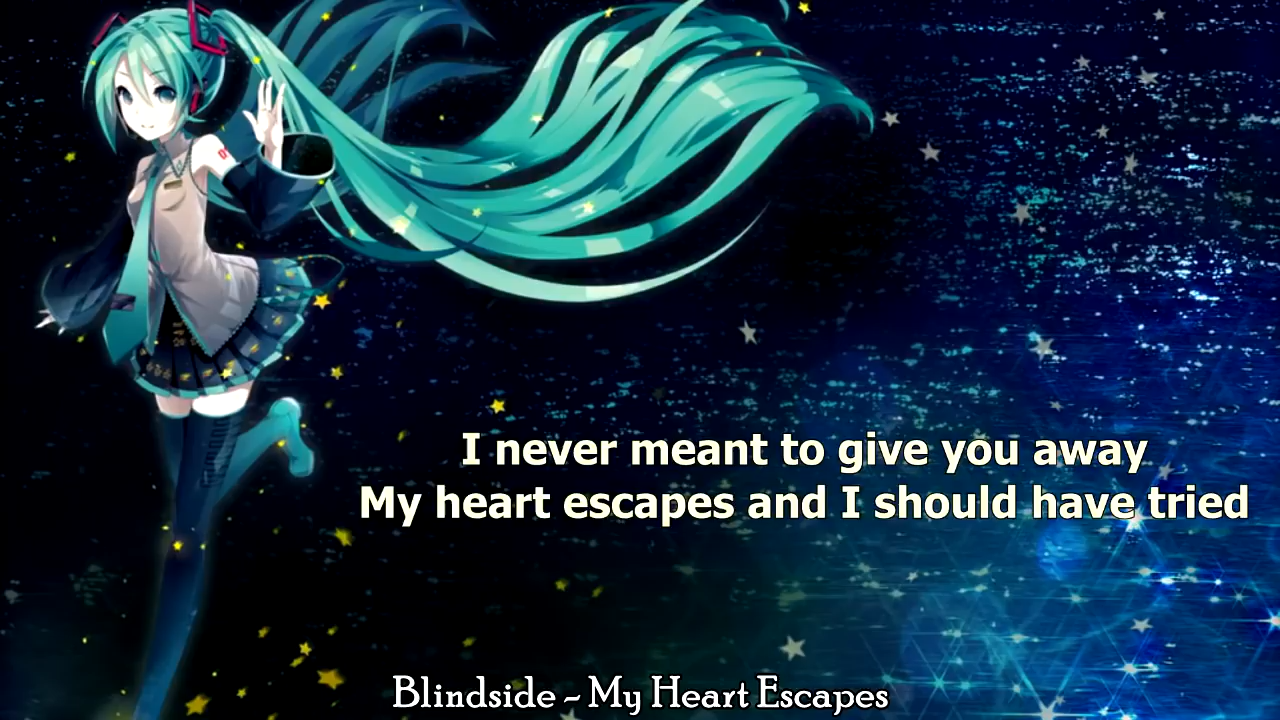 I never meant to give you away
My heart escapes and I should have tried
Blindside - My Heart Escapes